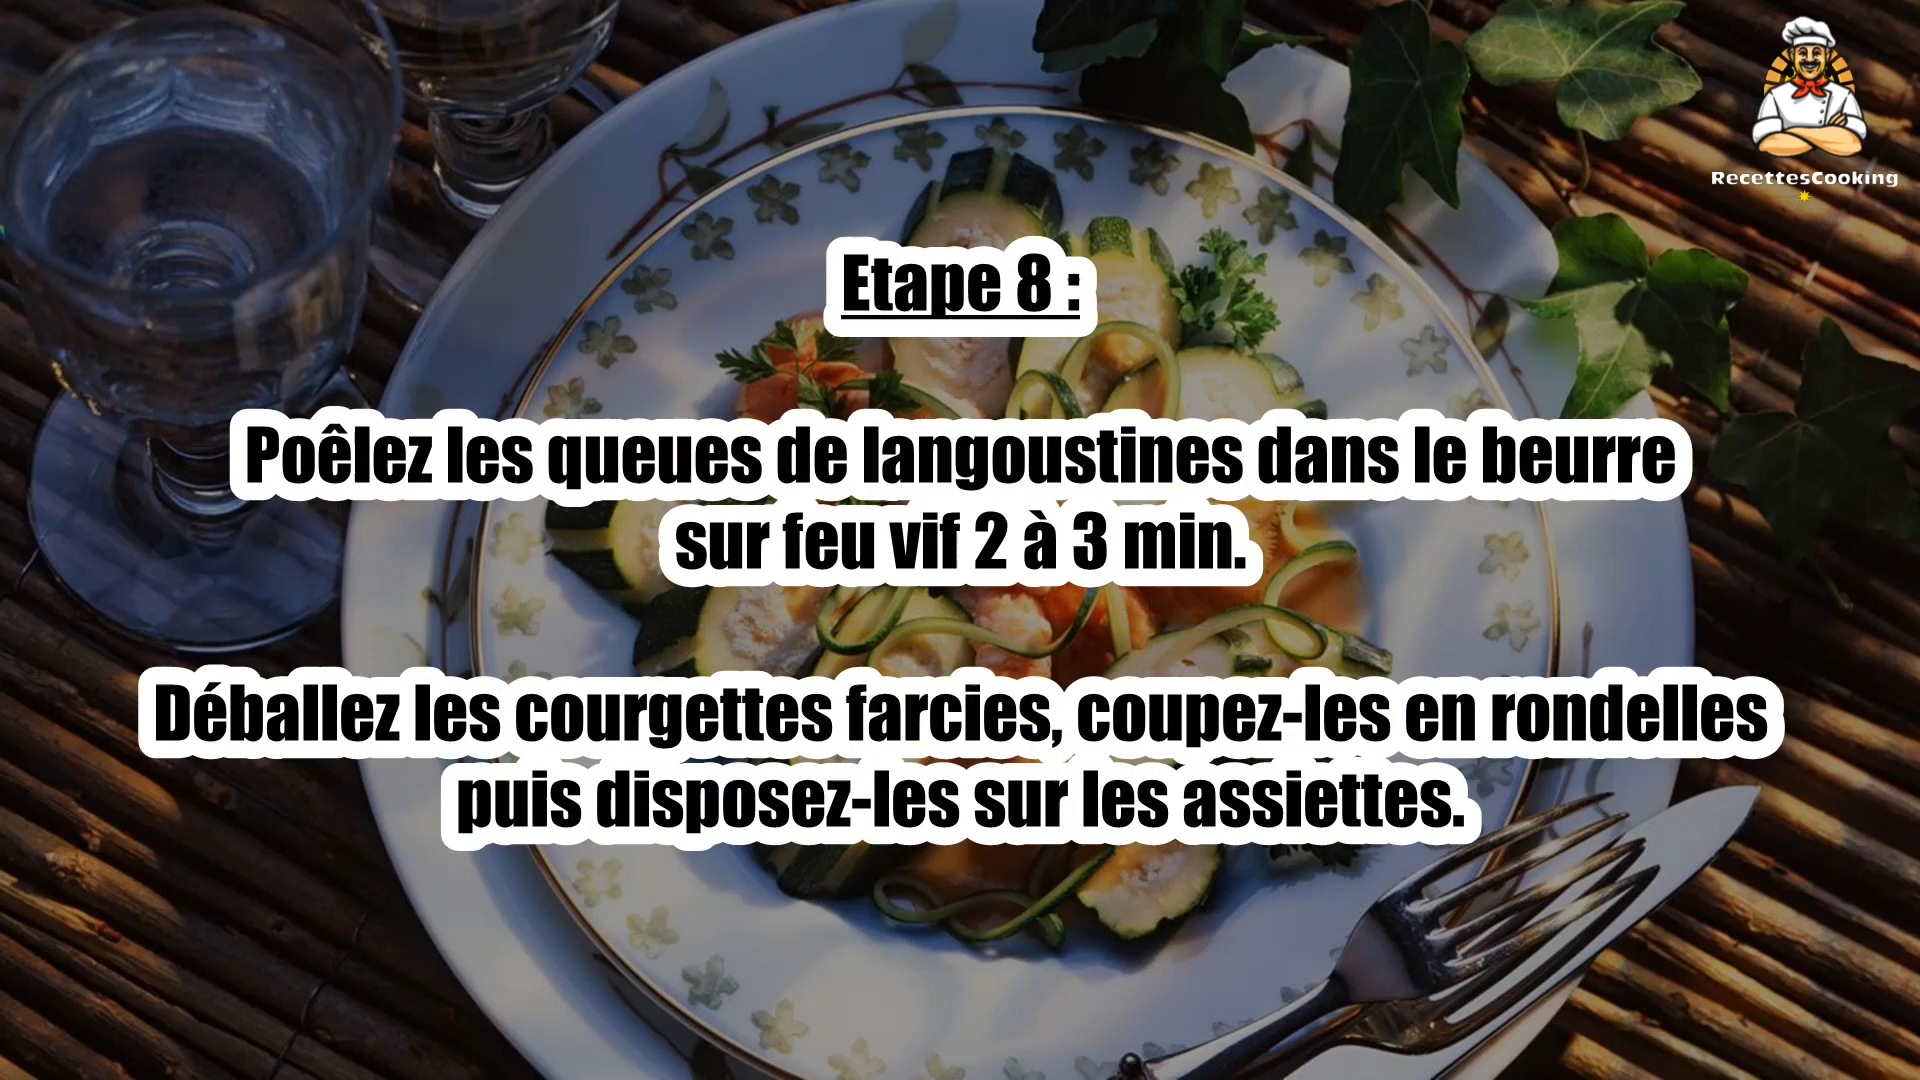 RecettesCooking
Etape 8 :
Poêlez les queues de langoustines dans le beurre
sur feu vif 2 à 3 min.
Déballez les courgettes farcies, coupez-les en rondelles
puis disposez-les sur les assiettes.